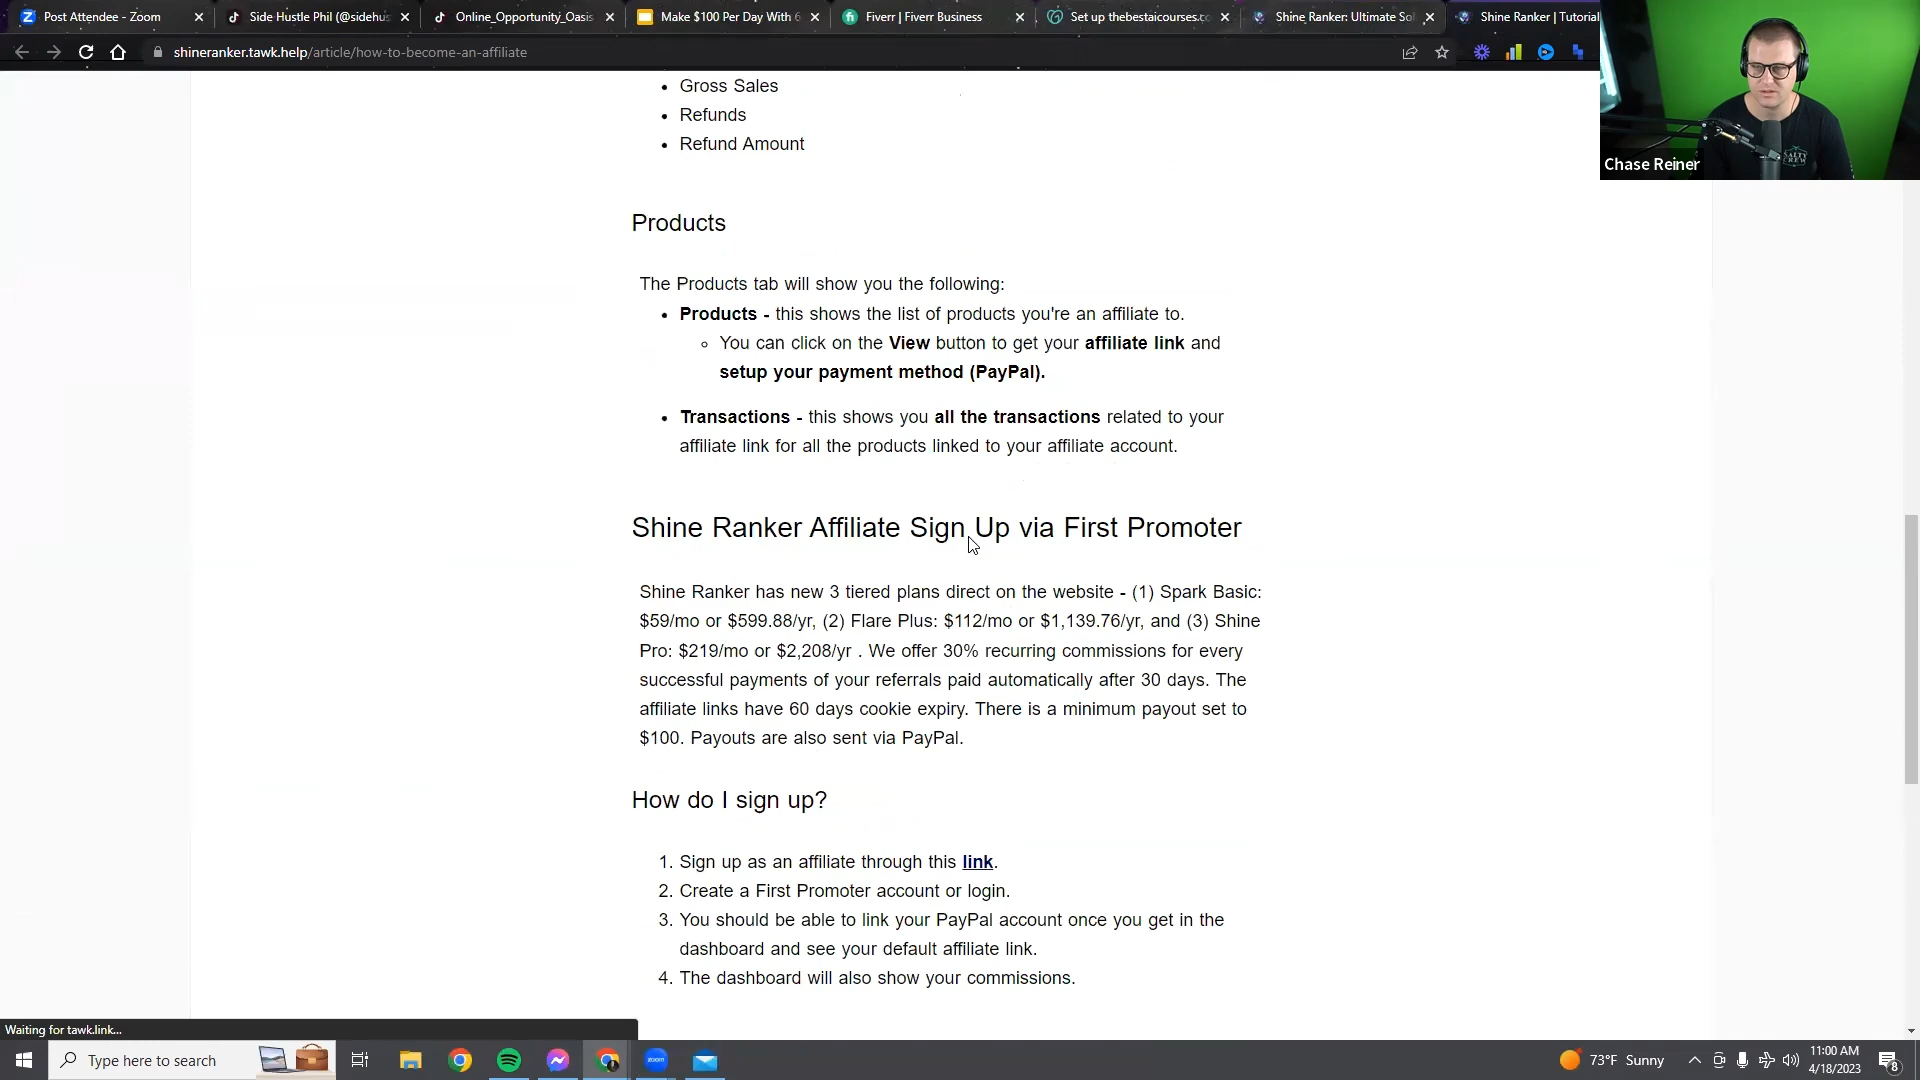 Post Attendee - Zoom
Side Hustle Phil (@sidehus
Online_Opportunity_Oasis
Make $100 Per Day With 6
Fiverr | Fiverr Business
Set up thebestaicourses.co
Shine Ranker: Ultimate Sol
Shine Ranker | Tutorial
shineranker.tawk.help/article/how-to-become-an-affiliate
SALTY
CREW
Chase Reiner
• Gross Sales
• Refunds
• Refund Amount
Products
The Products tab will show you the following:
• Products - this shows the list of products you're an affiliate to.
◦ You can click on the View button to get your affiliate link and
setup your payment method (PayPal).
• Transactions - this shows you all the transactions related to your
affiliate link for all the products linked to your affiliate account.
Shine Ranker Affiliate Sign Up via First Promoter
Shine Ranker has new 3 tiered plans direct on the website - (1) Spark Basic:
$59/mo or $599.88/yr, (2) Flare Plus: $112/mo or $1,139.76/yr, and (3) Shine
Pro: $219/mo or $2,208/yr . We offer 30% recurring commissions for every
successful payments of your referrals paid automatically after 30 days. The
affiliate links have 60 days cookie expiry. There is a minimum payout set to
$100. Payouts are also sent via PayPal.
How do I sign up?
1. Sign up as an affiliate through this link.
2. Create a First Promoter account or login.
3. You should be able to link your PayPal account once you get in the
dashboard and see your default affiliate link.
4. The dashboard will also show your commissions.
Waiting for tawk.link...
Type here to search
zoom
73°F Sunny
11:00 AM
4/18/2023
8